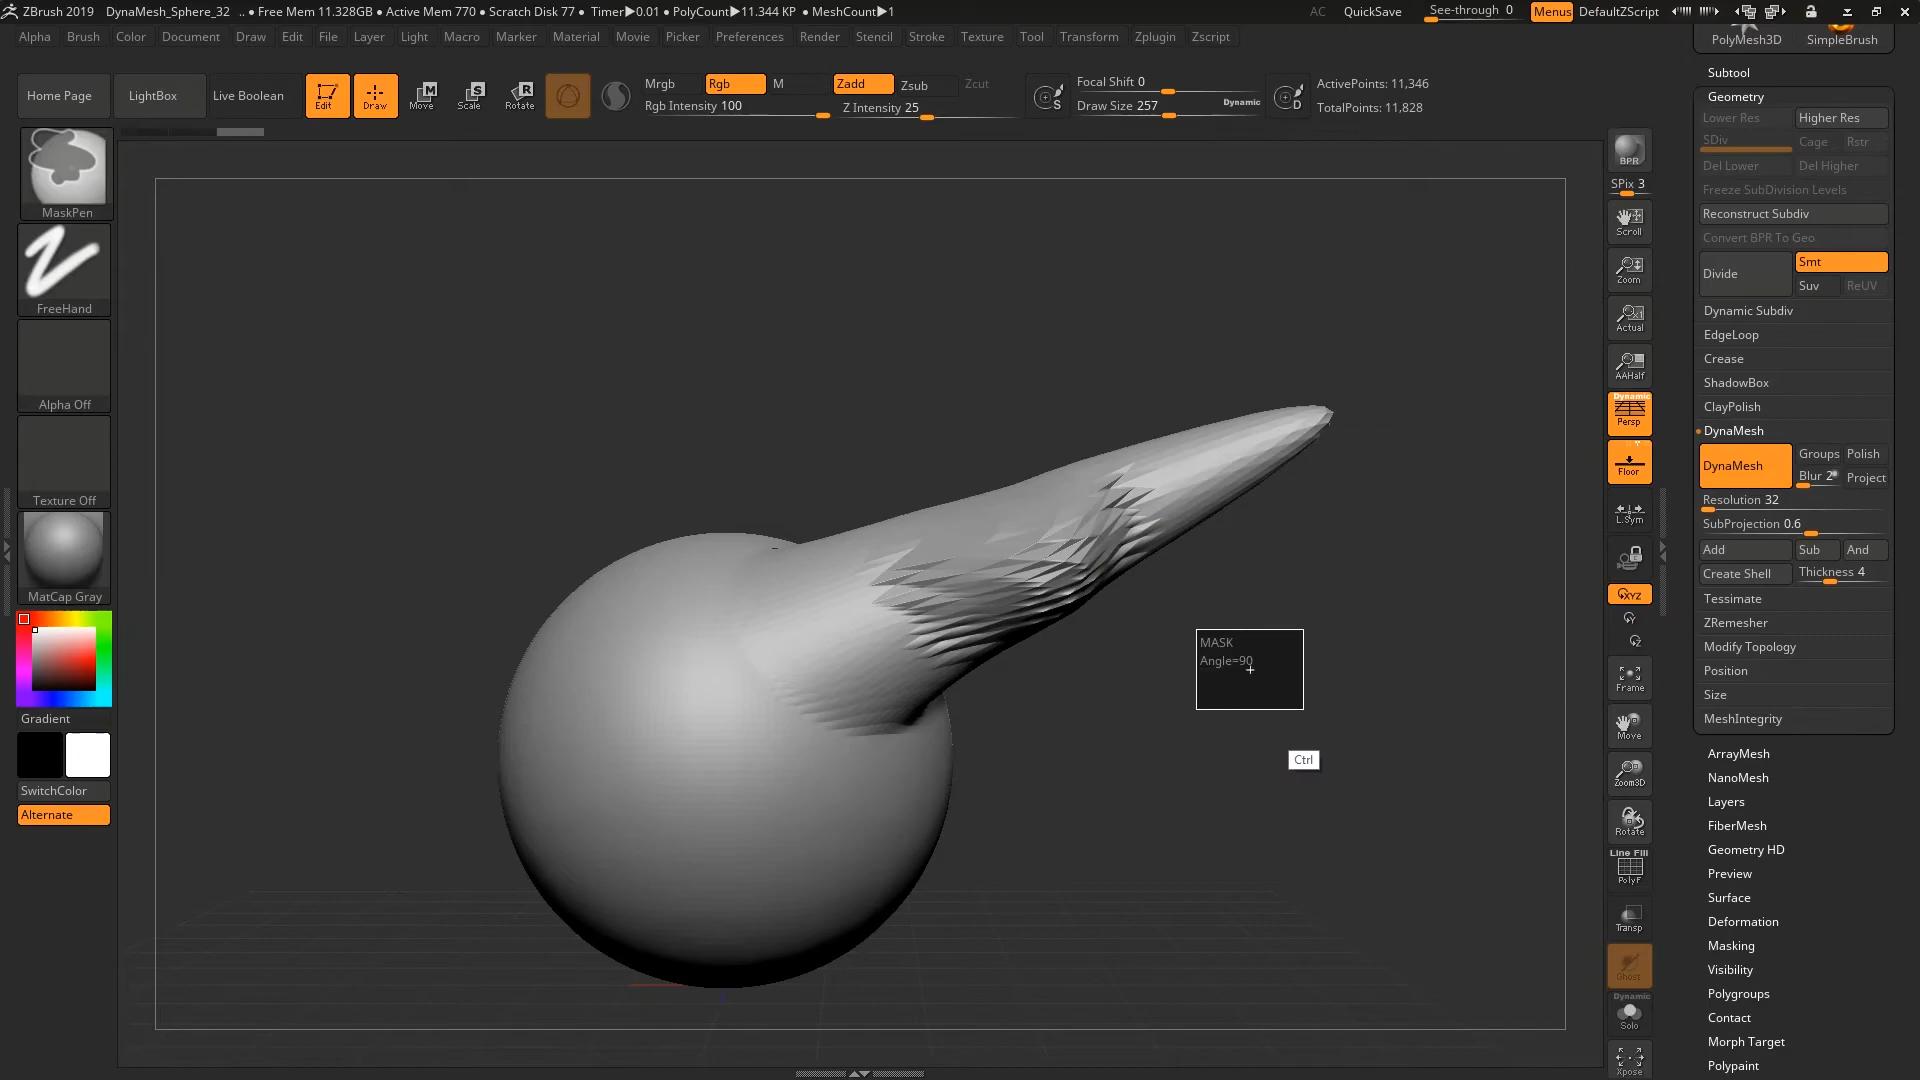 ZBrush 2019 DynaMesh_Sphere_32 .. • Free Mem 11.328GB • Active Mem 770 • Scratch Disk 77 • Timer▶0.01 • PolyCount▶11.344 KP • MeshCount▶1 AC QuickSave See-through 0 Menus DefaultZScript
Alpha Brush Color Document Draw Edit File Layer Light Macro Marker Material Movie Picker Preferences Render Stencil Stroke Texture Tool Transform Zplugin Zscript
Home Page LightBox Live Boolean Edit Draw Move Scale Rotate
M S R
Mrgb Rgb M Zadd Zsub Zcut
Rgb Intensity 100 Z Intensity 25
S Focal Shift 0
Draw Size 257 Dynamic
D ActivePoints: 11,346
TotalPoints: 11,828
MaskPen
FreeHand
Alpha Off
Texture Off
MatCap Gray
Gradient
SwitchColor
Alternate
MASK
Angle=90
Ctrl
BPR
SPix 3
Scroll
Zoom
Actual
AAHalf
Dynamic
Persp
Floor
L.Sym
XYZ
Y
Z
Frame
Move
Zoom3D
Rotate
Line Fill
PolyF
Transp
Ghost
Dynamic
Solo
Xpose
PolyMesh3D SimpleBrush
Subtool
Geometry
Lower Res Higher Res
SDiv Cage Rstr
Del Lower Del Higher
Freeze SubDivision Levels
Reconstruct Subdiv
Convert BPR To Geo
Divide Smt
Suv ReUV
Dynamic Subdiv
EdgeLoop
Crease
ShadowBox
ClayPolish
DynaMesh
DynaMesh Groups Polish
Blur 2 Project
Resolution 32
SubProjection 0.6
Add Sub And
Create Shell Thickness 4
Tessimate
ZRemesher
Modify Topology
Position
Size
MeshIntegrity
ArrayMesh
NanoMesh
Layers
FiberMesh
Geometry HD
Preview
Surface
Deformation
Masking
Visibility
Polygroups
Contact
Morph Target
Polypaint